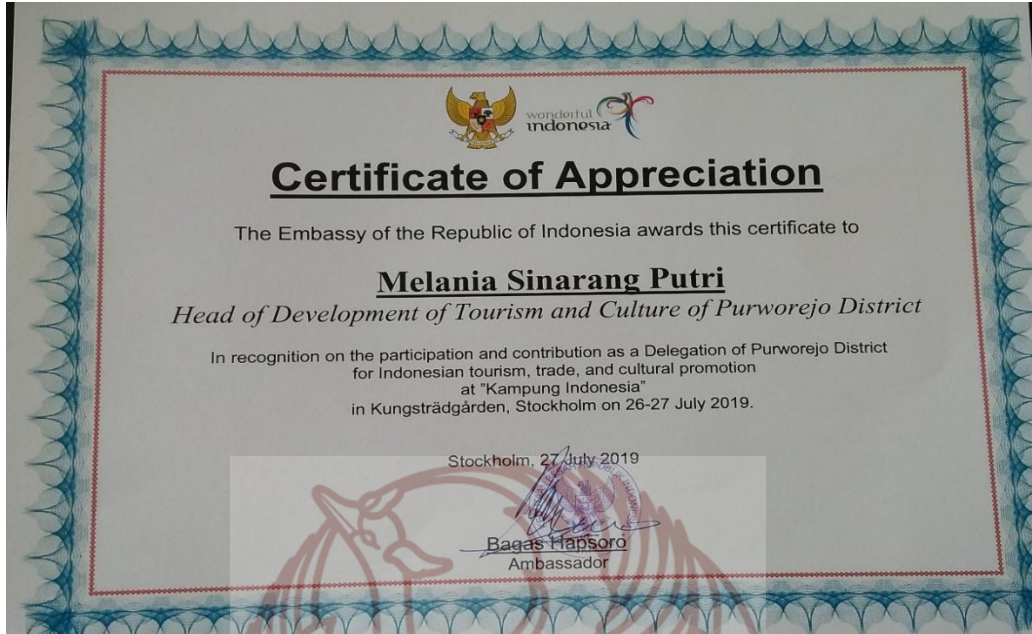 wonderful
indonesia
Certificate of Appreciation
The Embassy of the Republic of Indonesia awards this certificate to
Melania Sinarang Putri
Head of Development of Tourism and Culture of Purworejo District
In recognition on the participation and contribution as a Delegation of Purworejo District
for Indonesian tourism, trade, and cultural promotion
at "Kampung Indonesia"
in Kungsträdgården, Stockholm on 26-27 July 2019.
Stockholm, 27 July 2019
Bagas Hapsoro
Ambassador